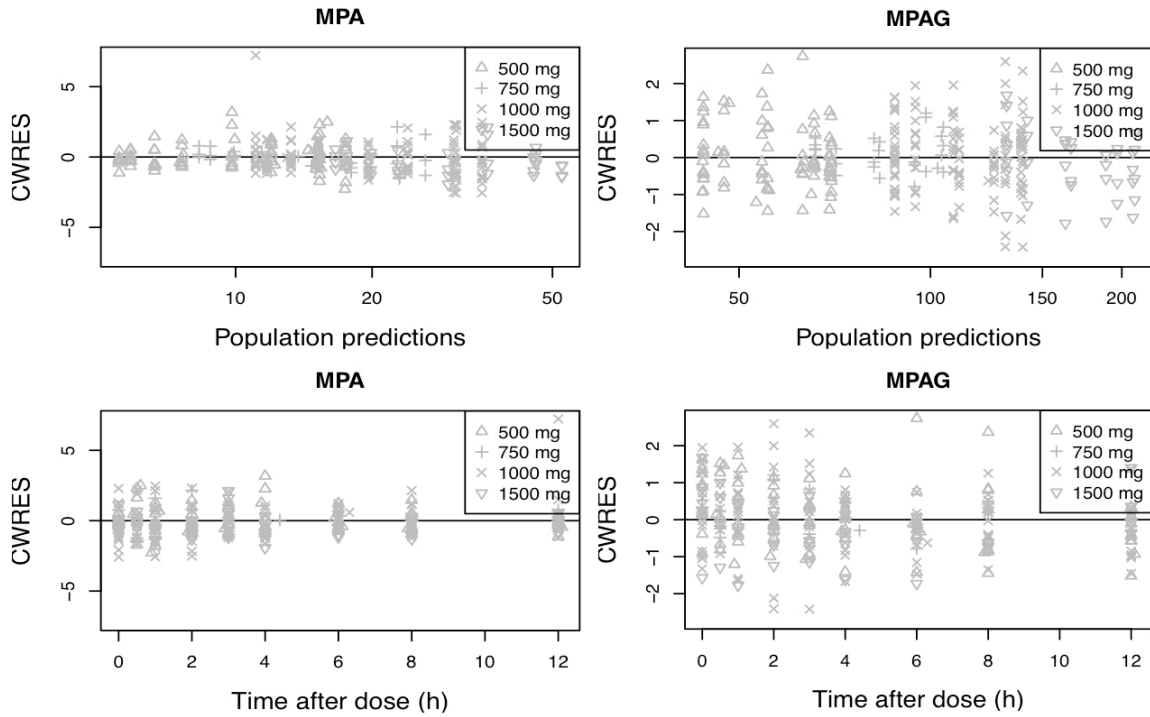 MPA
CWRES
5
0
−5
10
20
50
Population predictions
500 mg
750 mg
1000 mg
1500 mg
MPAG
CWRES
2
1
0
−1
−2
50
100
150
200
Population predictions
500 mg
750 mg
1000 mg
1500 mg
MPA
CWRES
5
0
−5
0
2
4
6
8
10
12
Time after dose (h)
500 mg
750 mg
1000 mg
1500 mg
MPAG
CWRES
2
1
0
−1
−2
0
2
4
6
8
10
12
Time after dose (h)
500 mg
750 mg
1000 mg
1500 mg